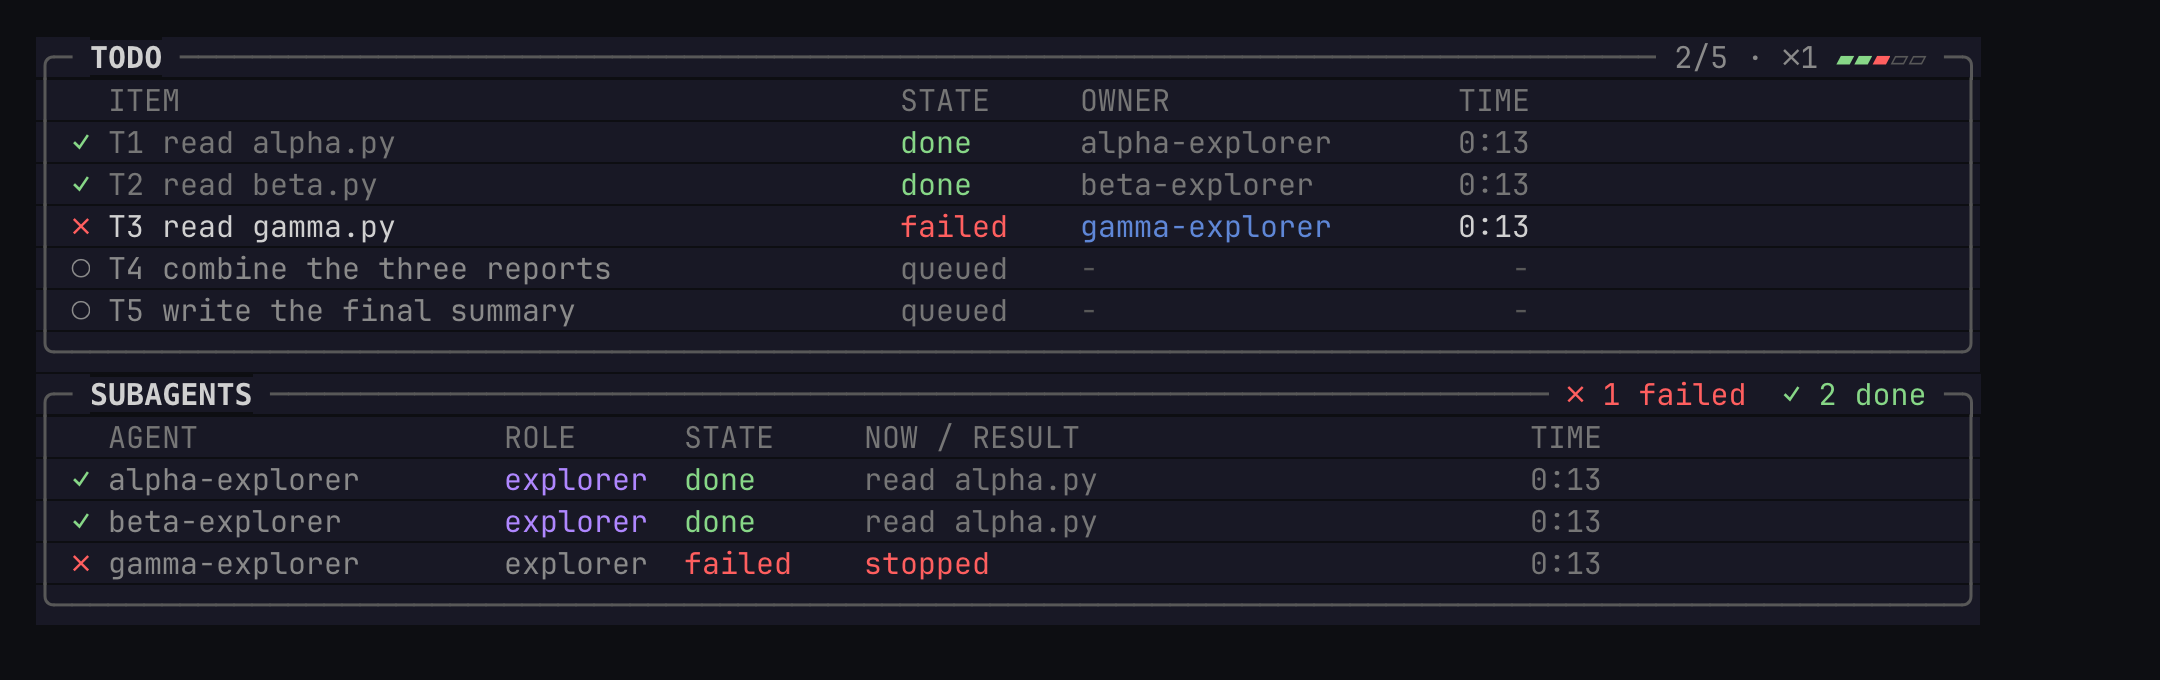 TODO 2/5 · ×1 ▰▰▰▱▱
ITEM STATE OWNER TIME
✓ T1 read alpha.py done alpha-explorer 0:13
✓ T2 read beta.py done beta-explorer 0:13
× T3 read gamma.py failed gamma-explorer 0:13
○ T4 combine the three reports queued - -
○ T5 write the final summary queued - -
SUBAGENTS × 1 failed ✓ 2 done
AGENT ROLE STATE NOW / RESULT TIME
✓ alpha-explorer explorer done read alpha.py 0:13
✓ beta-explorer explorer done read alpha.py 0:13
× gamma-explorer explorer failed stopped 0:13